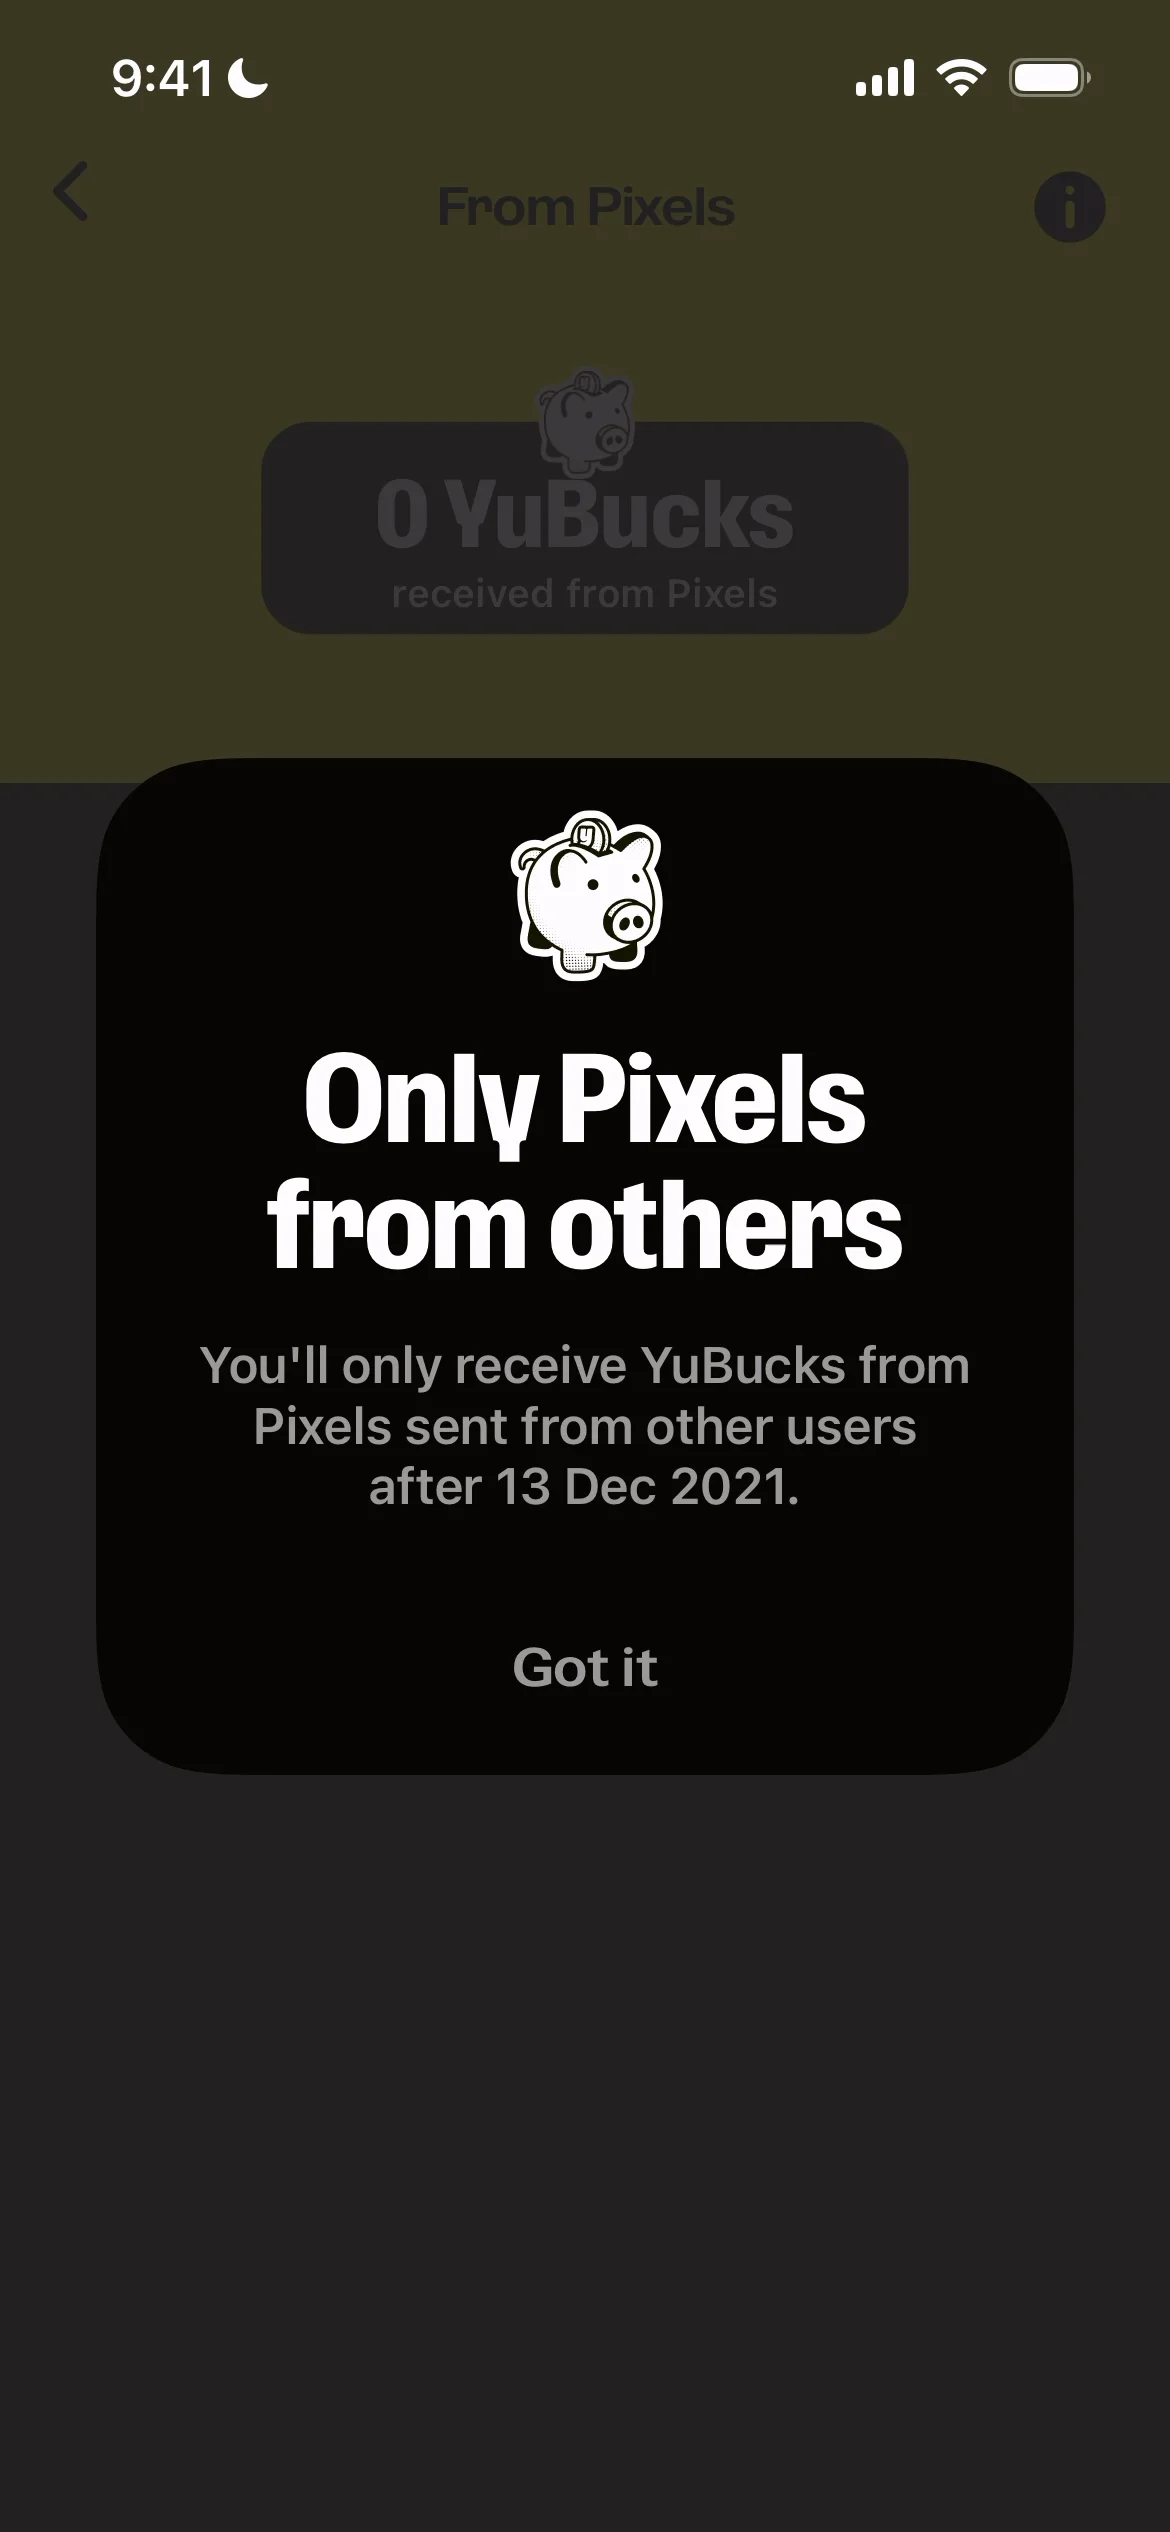 9:41
From Pixels
0 YuBucks
received from Pixels
Only Pixels
from others
You'll only receive YuBucks from
Pixels sent from other users
after 13 Dec 2021.
Got it